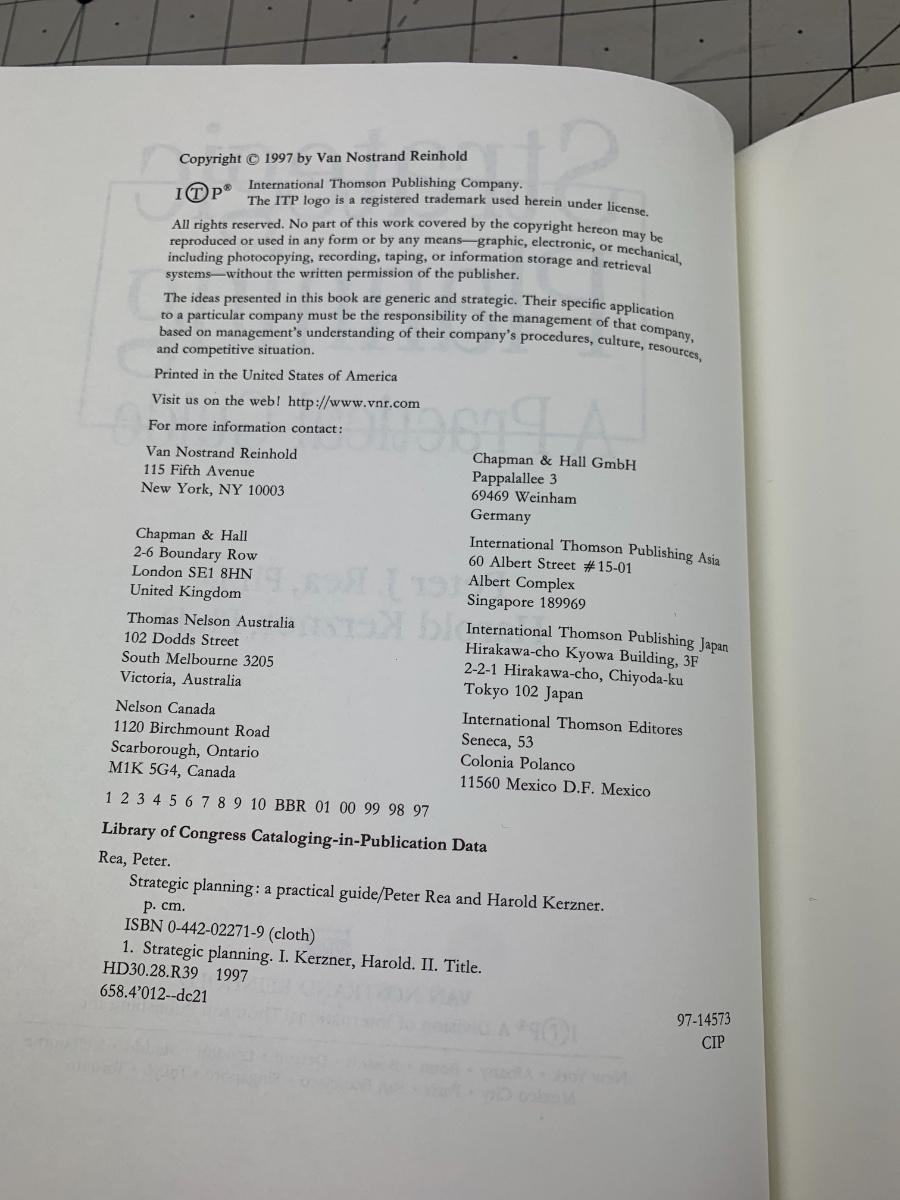 Copyright © 1997 by Van Nostrand Reinhold
I T P® International Thomson Publishing Company.
The ITP logo is a registered trademark used herein under license.
All rights reserved. No part of this work covered by the copyright hereon may be
reproduced or used in any form or by any means—graphic, electronic, or mechanical,
including photocopying, recording, taping, or information storage and retrieval
systems—without the written permission of the publisher.
The ideas presented in this book are generic and strategic. Their specific application
to a particular company must be the responsibility of the management of that company,
based on management's understanding of their company's procedures, culture, resources,
and competitive situation.
Printed in the United States of America
Visit us on the web! http://www.vnr.com
For more information contact:
Van Nostrand Reinhold
115 Fifth Avenue
New York, NY 10003
Chapman & Hall
2-6 Boundary Row
London SE1 8HN
United Kingdom
Thomas Nelson Australia
102 Dodds Street
South Melbourne 3205
Victoria, Australia
Nelson Canada
1120 Birchmount Road
Scarborough, Ontario
M1K 5G4, Canada
Chapman & Hall GmbH
Pappalallee 3
69469 Weinham
Germany
International Thomson Publishing Asia
60 Albert Street #15-01
Albert Complex
Singapore 189969
International Thomson Publishing Japan
Hirakawa-cho Kyowa Building, 3F
2-2-1 Hirakawa-cho, Chiyoda-ku
Tokyo 102 Japan
International Thomson Editores
Seneca, 53
Colonia Polanco
11560 Mexico D.F. Mexico
1 2 3 4 5 6 7 8 9 10 BBR 01 00 99 98 97
Library of Congress Cataloging-in-Publication Data
Rea, Peter.
Strategic planning: a practical guide/Peter Rea and Harold Kerzner.
p. cm.
ISBN 0-442-02271-9 (cloth)
1. Strategic planning. I. Kerzner, Harold. II. Title.
HD30.28.R39 1997
658.4'012--dc21
97-14573
CIP